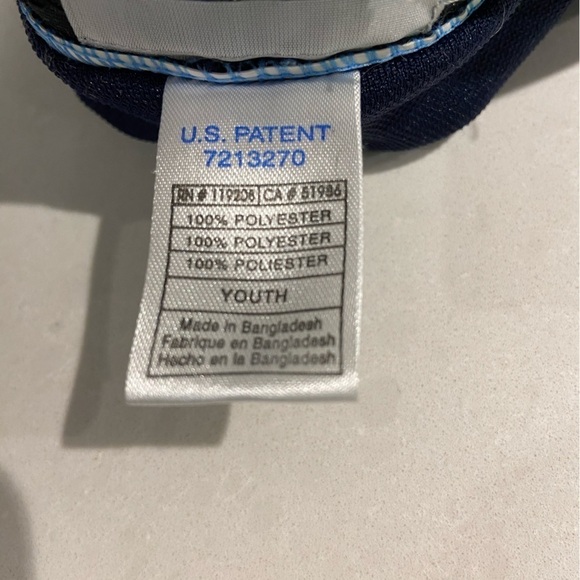 U.S. PATENT
7213270
RN # 119206 CA # 51986
100% POLYESTER
100% POLYESTER
100% POLIESTER
YOUTH
Made in Bangladesh
Fabrique en Bangladesh
Hecho en la Bangladesh